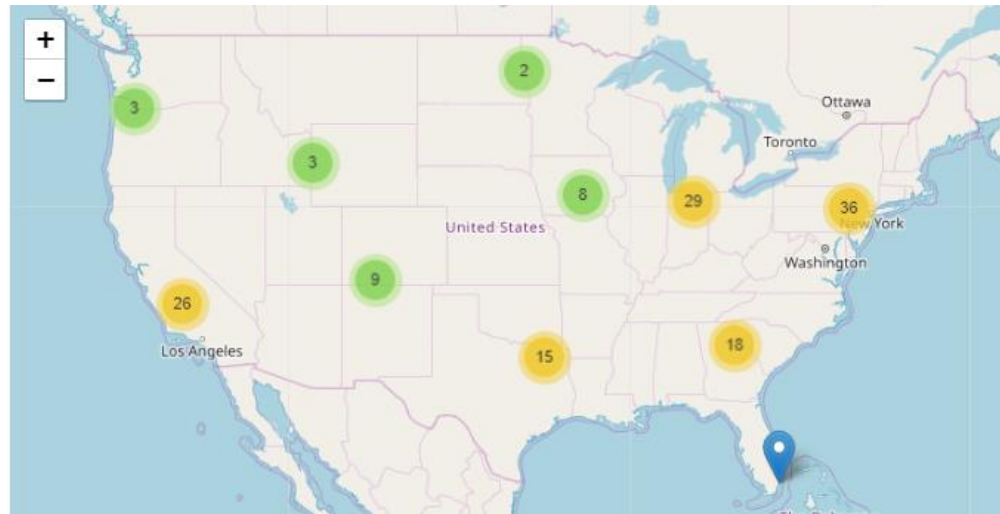 +
−
2
Ottawa
3
Toronto
3
8
29
36
United States
New York
Washington
9
26
Los Angeles
15
18